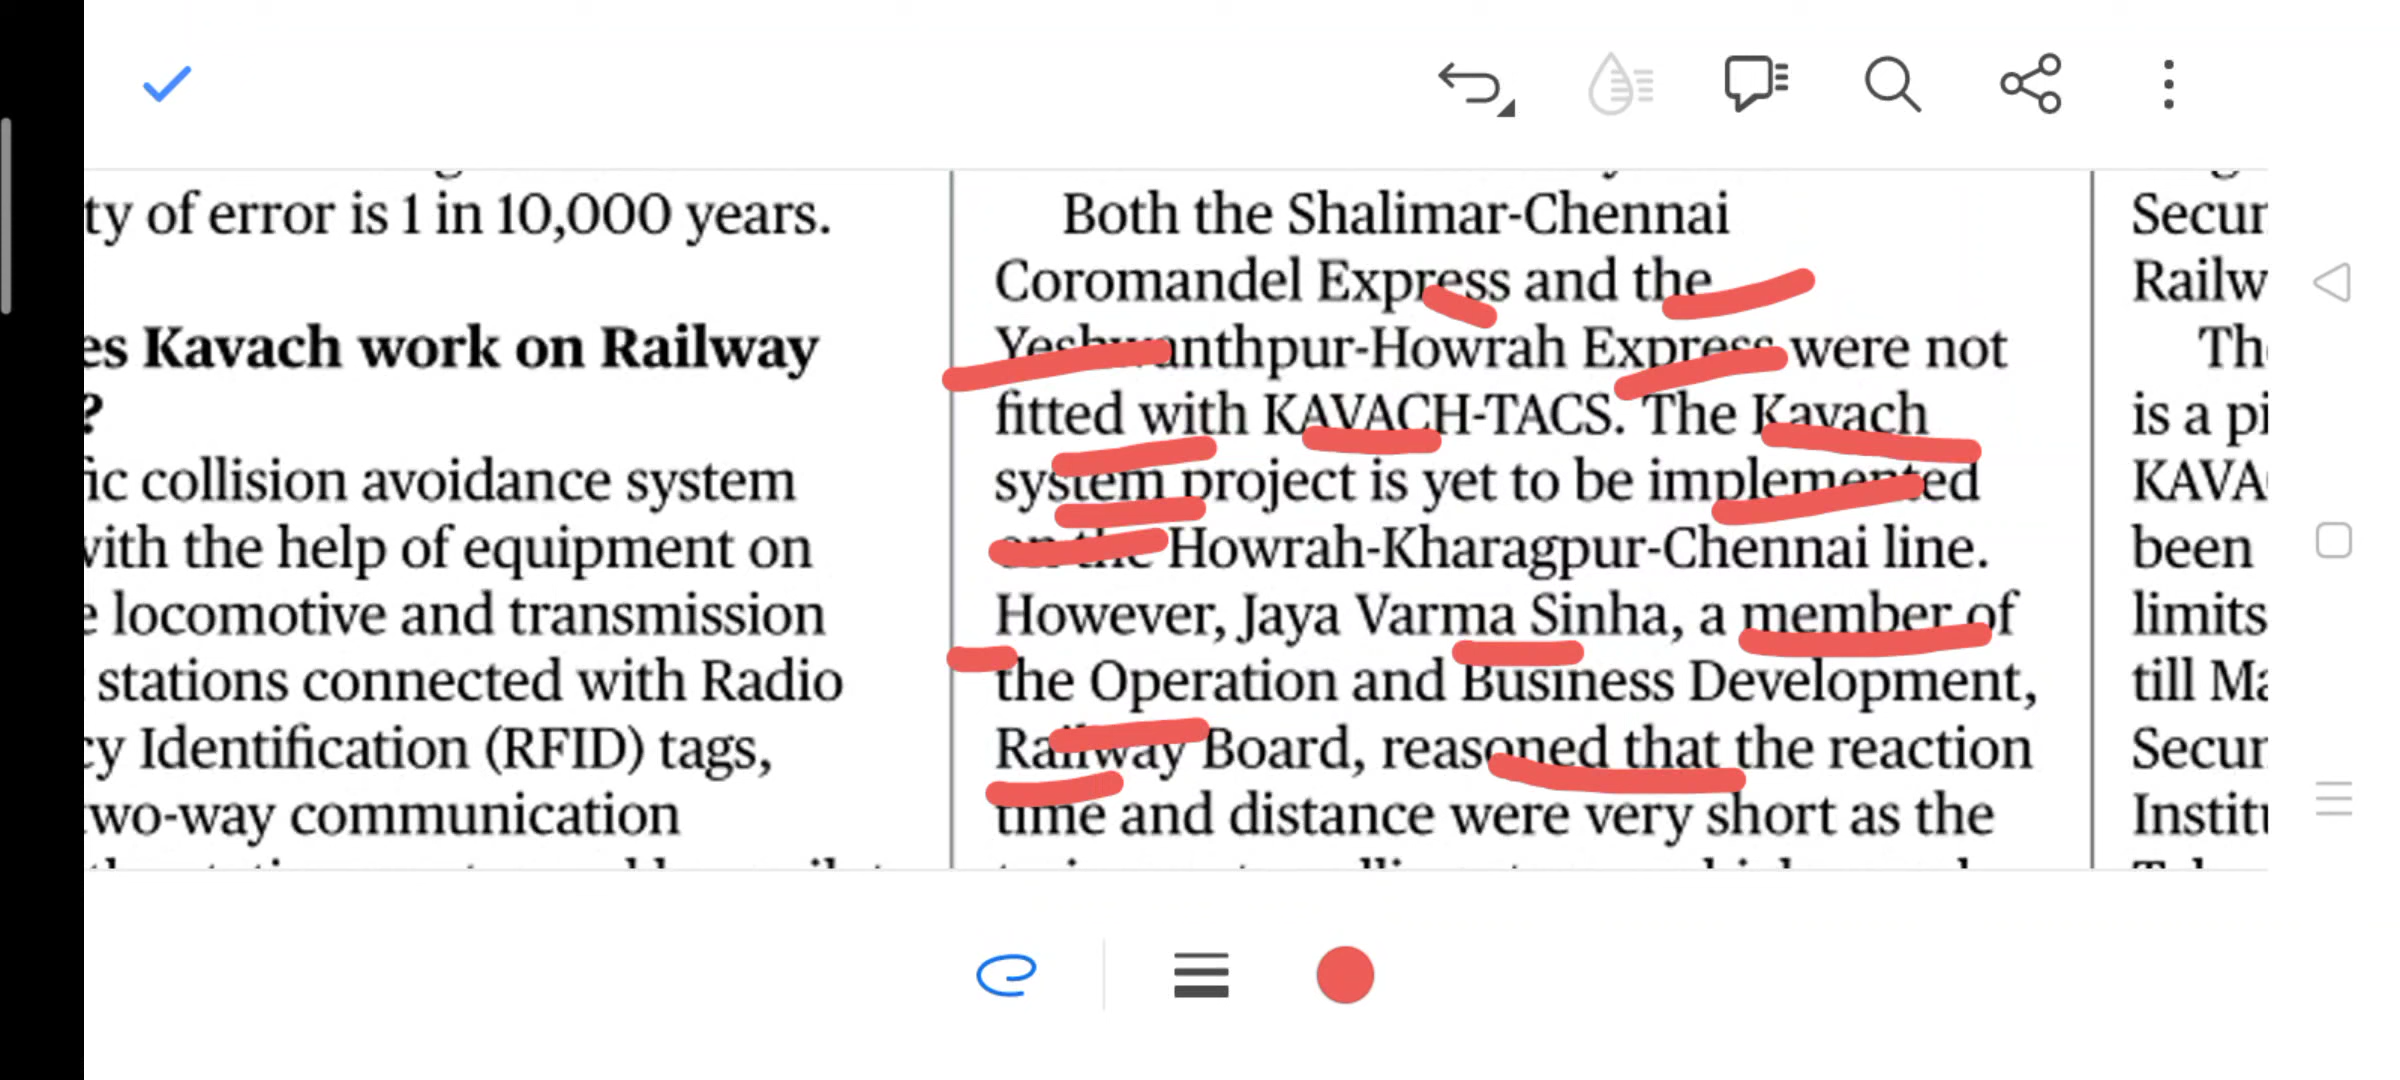 ty of error is 1 in 10,000 years.
es Kavach work on Railway
?
fic collision avoidance system
with the help of equipment on
e locomotive and transmission
stations connected with Radio
cy Identification (RFID) tags,
two-way communication
Both the Shalimar-Chennai
Coromandel Express and the
Yeshwanthpur-Howrah Express were not
fitted with KAVACH-TACS. The Kavach
system project is yet to be implemented
on the Howrah-Kharagpur-Chennai line.
However, Jaya Varma Sinha, a member of
the Operation and Business Development,
Railway Board, reasoned that the reaction
time and distance were very short as the
Secur
Railw
Th
is a pi
KAVA
been
limits
till Ma
Secur
Institu